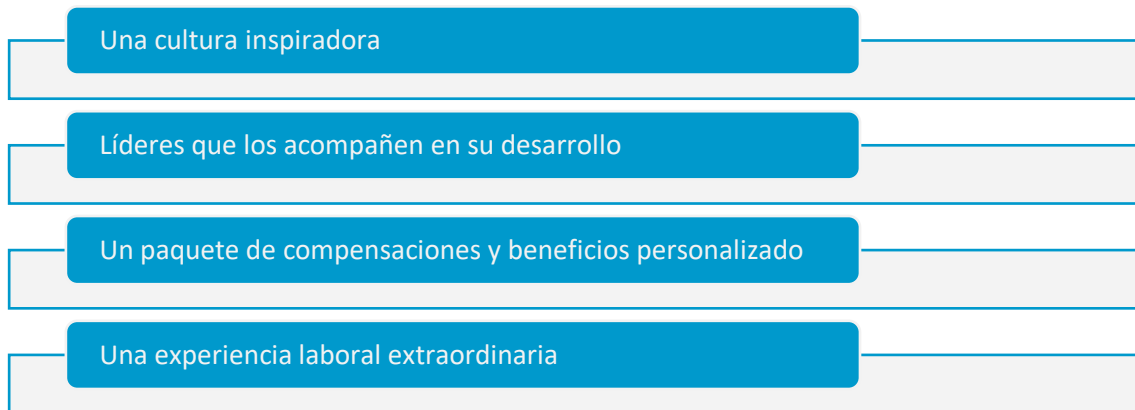 Una cultura inspiradora
Líderes que los acompañen en su desarrollo
Un paquete de compensaciones y beneficios personalizado
Una experiencia laboral extraordinaria